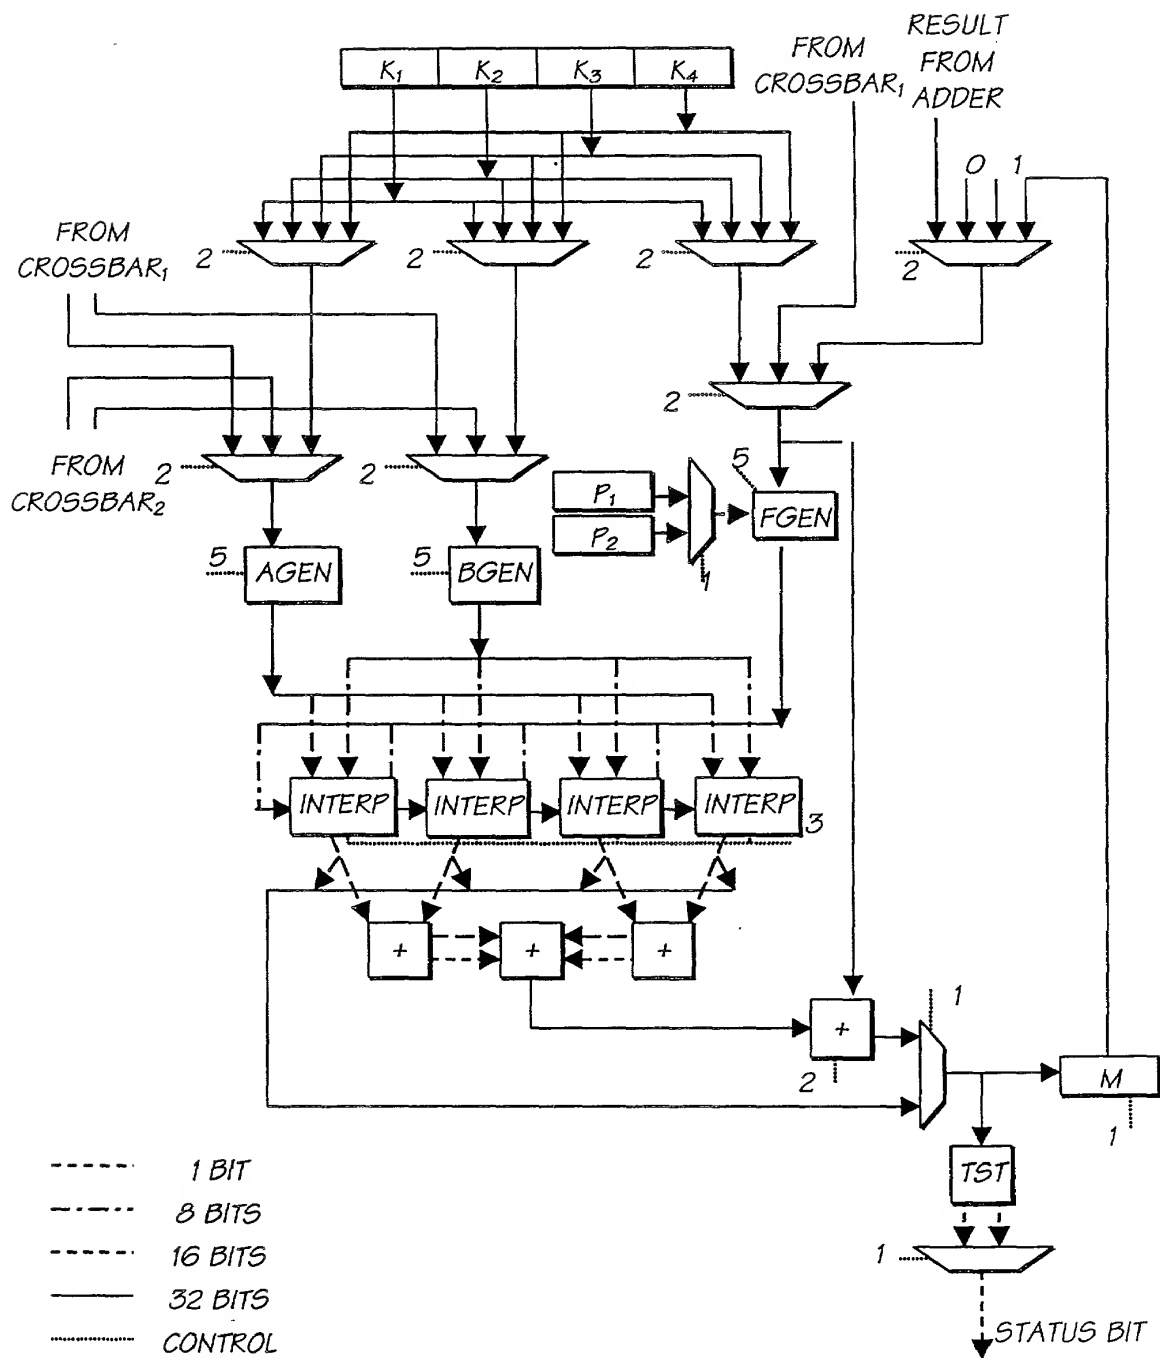 RESULT
FROM
ADDER
FROM
CROSSBAR₁
K₁ K₂ K₃ K₄
0 1
FROM
CROSSBAR₁
2
2
2
2
2
FROM
CROSSBAR₂
2
2
P₁
P₂
1
5
FGEN
5
AGEN
5
BGEN
INTERP
INTERP
INTERP
INTERP
3
+
+
+
+
2
1
M
1
TST
1
STATUS BIT
1 BIT
8 BITS
16 BITS
32 BITS
CONTROL